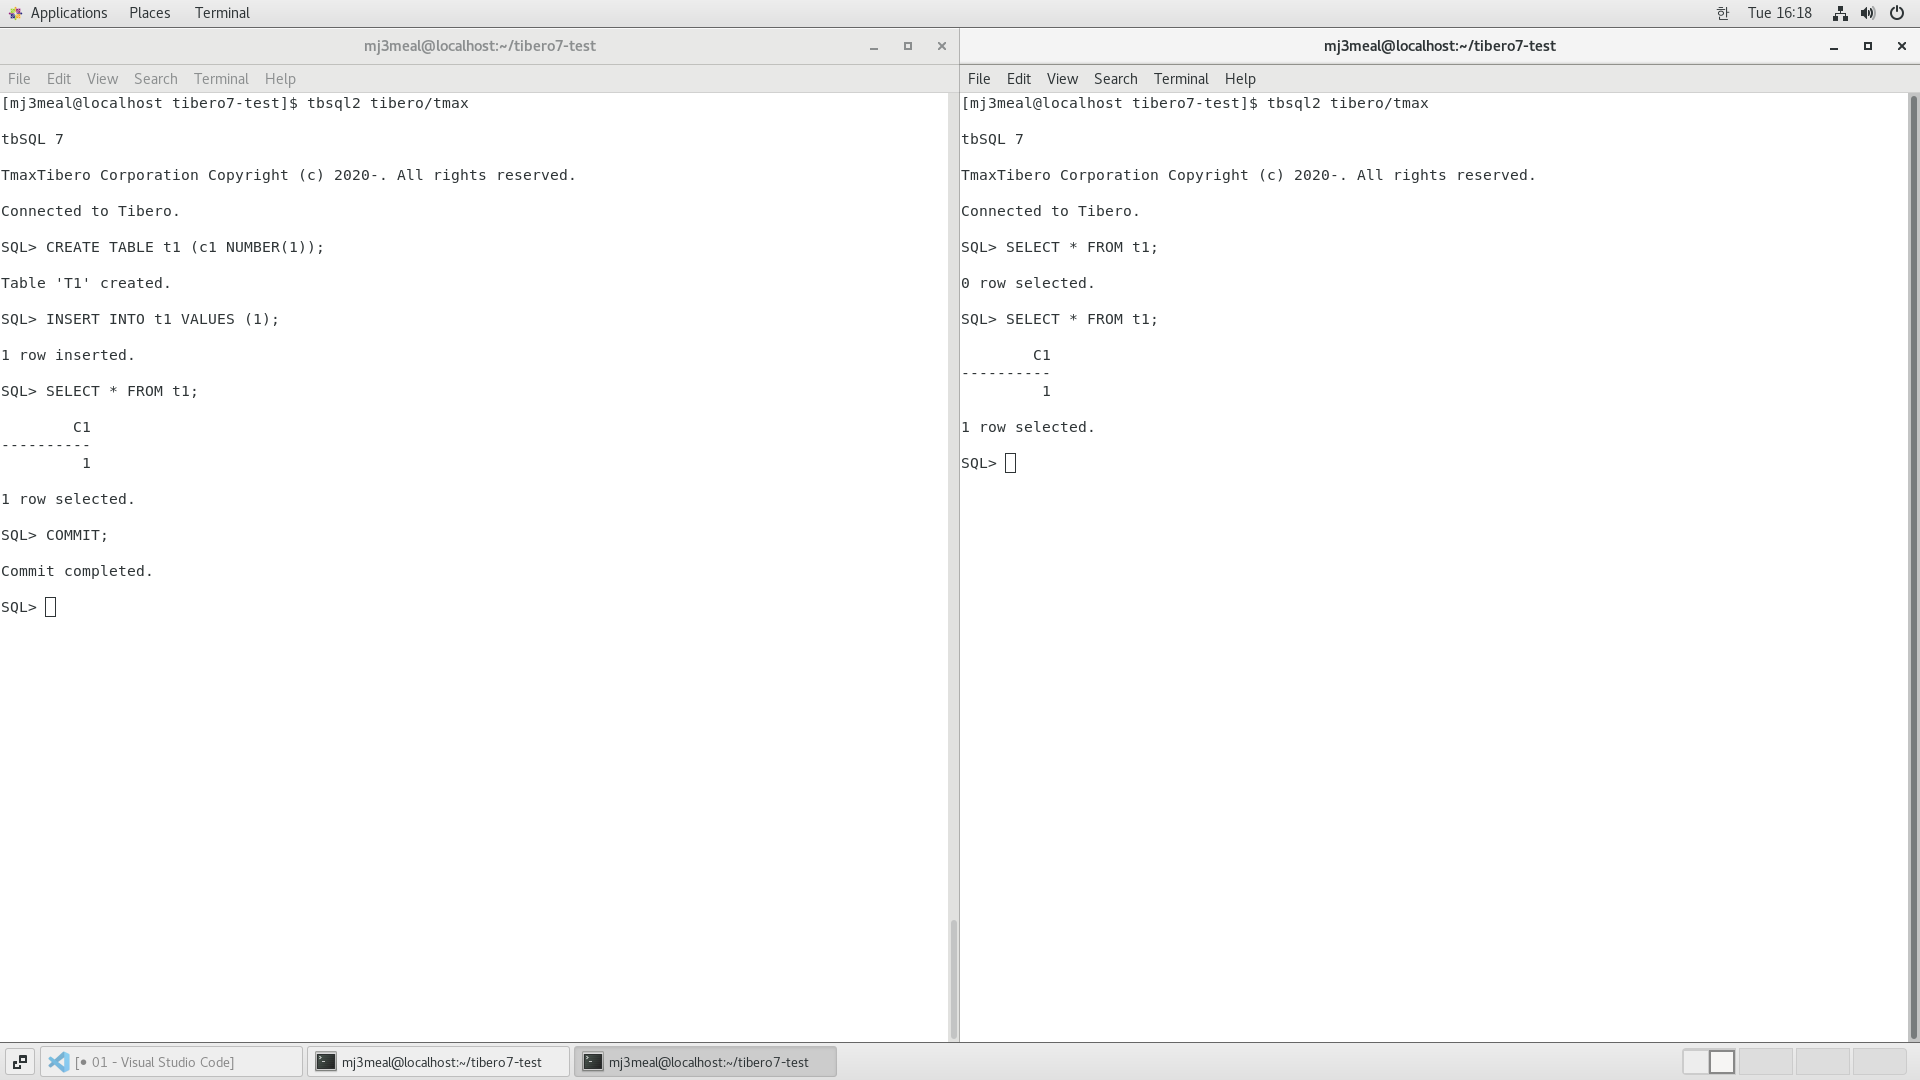 Applications Places Terminal 한 Tue 16:18
mj3meal@localhost:~/tibero7-test
File Edit View Search Terminal Help
[mj3meal@localhost tibero7-test]$ tbsql2 tibero/tmax
tbSQL 7
TmaxTibero Corporation Copyright (c) 2020-. All rights reserved.
Connected to Tibero.
SQL> CREATE TABLE t1 (c1 NUMBER(1));
Table 'T1' created.
SQL> INSERT INTO t1 VALUES (1);
1 row inserted.
SQL> SELECT * FROM t1;
C1
----------
1
1 row selected.
SQL> COMMIT;
Commit completed.
SQL>
mj3meal@localhost:~/tibero7-test
File Edit View Search Terminal Help
[mj3meal@localhost tibero7-test]$ tbsql2 tibero/tmax
tbSQL 7
TmaxTibero Corporation Copyright (c) 2020-. All rights reserved.
Connected to Tibero.
SQL> SELECT * FROM t1;
0 row selected.
SQL> SELECT * FROM t1;
C1
----------
1
1 row selected.
SQL>
[• 01 - Visual Studio Code] mj3meal@localhost:~/tibero7-test mj3meal@localhost:~/tibero7-test